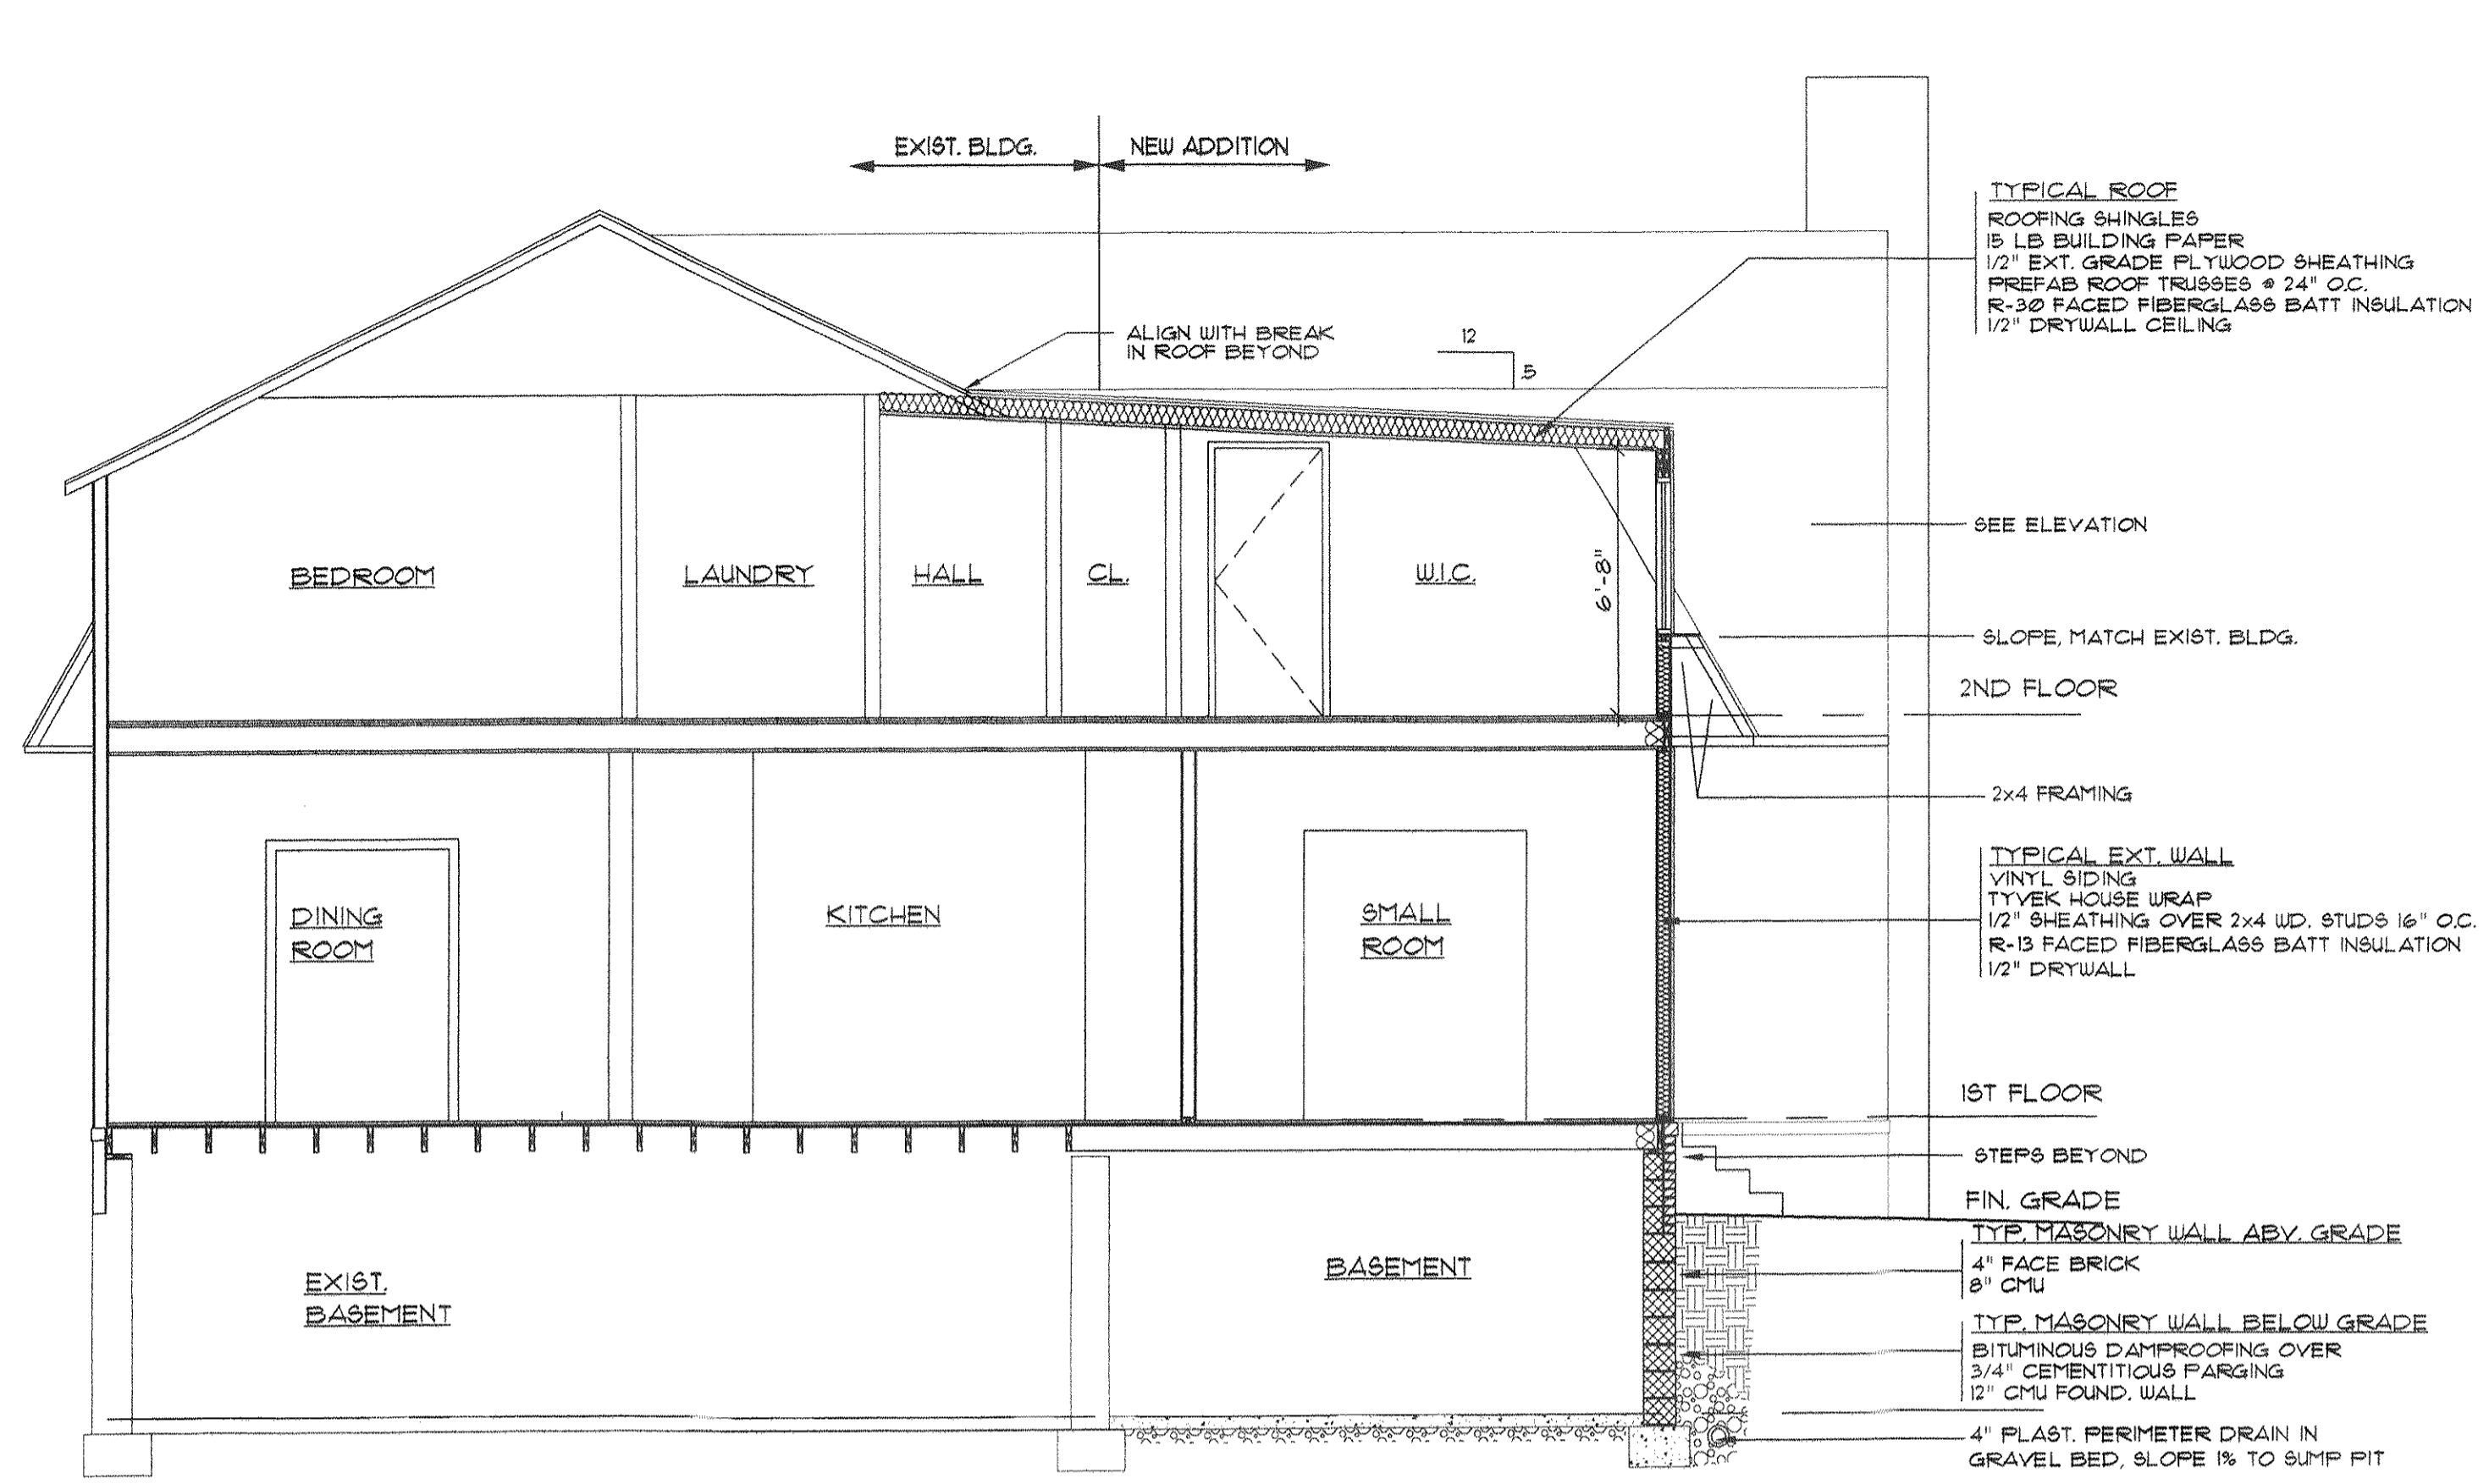 EXIST. BLDG.
NEW ADDITION
TYPICAL ROOF
ROOFING SHINGLES
15 LB BUILDING PAPER
1/2" EXT. GRADE PLYWOOD SHEATHING
PREFAB ROOF TRUSSES @ 24" O.C.
R-30 FACED FIBERGLASS BATT INSULATION
1/2" DRYWALL CEILING
ALIGN WITH BREAK
IN ROOF BEYOND
12
.5
SEE ELEVATION
BEDROOM
LAUNDRY
HALL
CL.
W.I.C.
6'-8"
SLOPE, MATCH EXIST. BLDG.
2ND FLOOR
2x4 FRAMING
TYPICAL EXT. WALL
VINYL SIDING
TYVEK HOUSE WRAP
1/2" SHEATHING OVER 2x4 WD. STUDS 16" O.C.
R-13 FACED FIBERGLASS BATT INSULATION
1/2" DRYWALL
DINING
ROOM
KITCHEN
SMALL
ROOM
1ST FLOOR
STEPS BEYOND
FIN. GRADE
TYP. MASONRY WALL ABV. GRADE
4" FACE BRICK
8" CMU
EXIST.
BASEMENT
BASEMENT
TYP. MASONRY WALL BELOW GRADE
BITUMINOUS DAMPROOFING OVER
3/4" CEMENTITIOUS PARGING
12" CMU FOUND. WALL
4" PLAST. PERIMETER DRAIN IN
GRAVEL BED, SLOPE 1% TO SUMP PIT